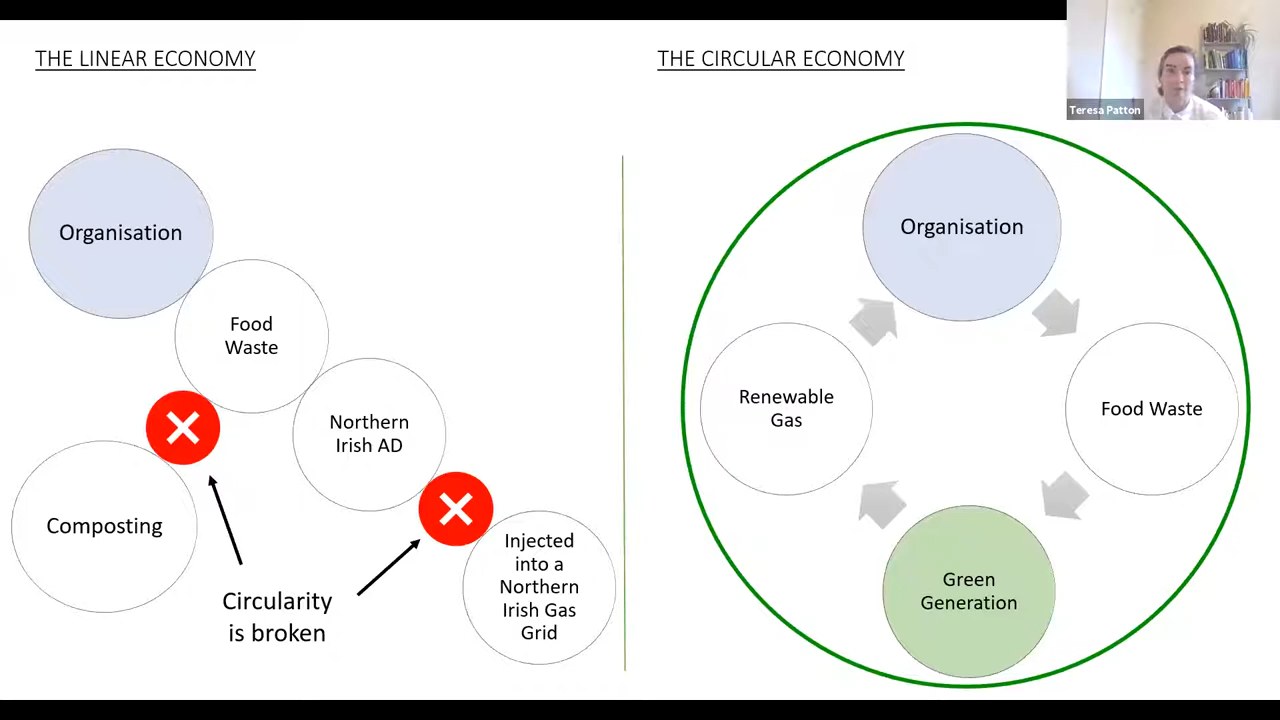 THE LINEAR ECONOMY
Organisation
Food
Waste
Northern
Irish AD
Composting
Injected
into a
Northern
Irish Gas
Grid
Circularity
is broken
THE CIRCULAR ECONOMY
Organisation
Food Waste
Green
Generation
Renewable
Gas
Teresa Patton